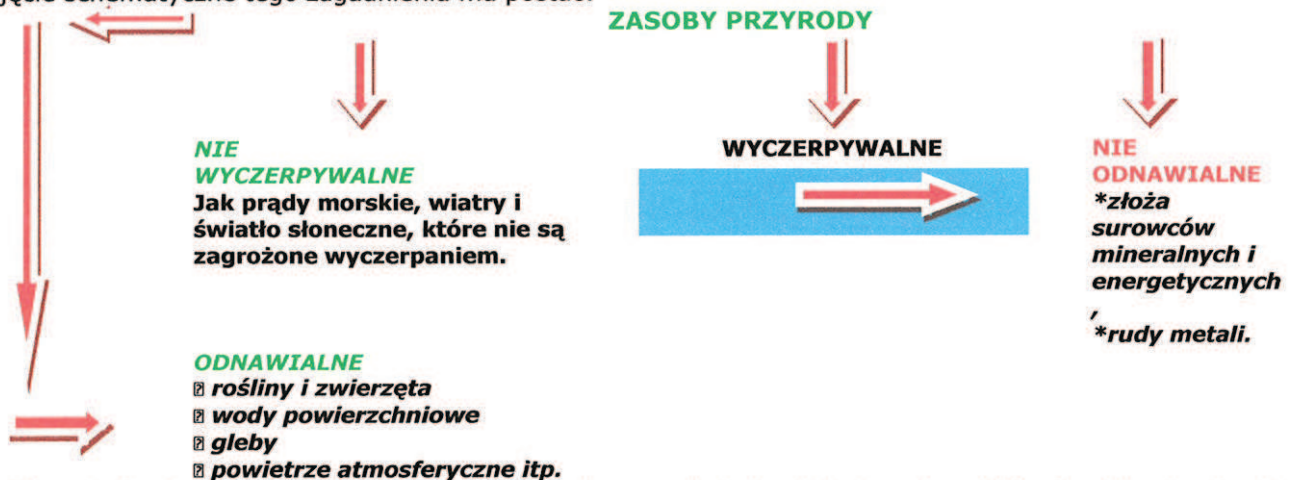 ZASOBY PRZYRODY
NIE
WYCZERPYWALNE
Jak prądy morskie, wiatry i
światło słoneczne, które nie są
zagrożone wyczerpaniem.
WYCZERPYWALNE
NIE
ODNAWIALNE
*złoża
surowców
mineralnych i
energetycznych
,
*rudy metali.
ODNAWIALNE
rośliny i zwierzęta
wody powierzchniowe
gleby
powietrze atmosferyczne itp.